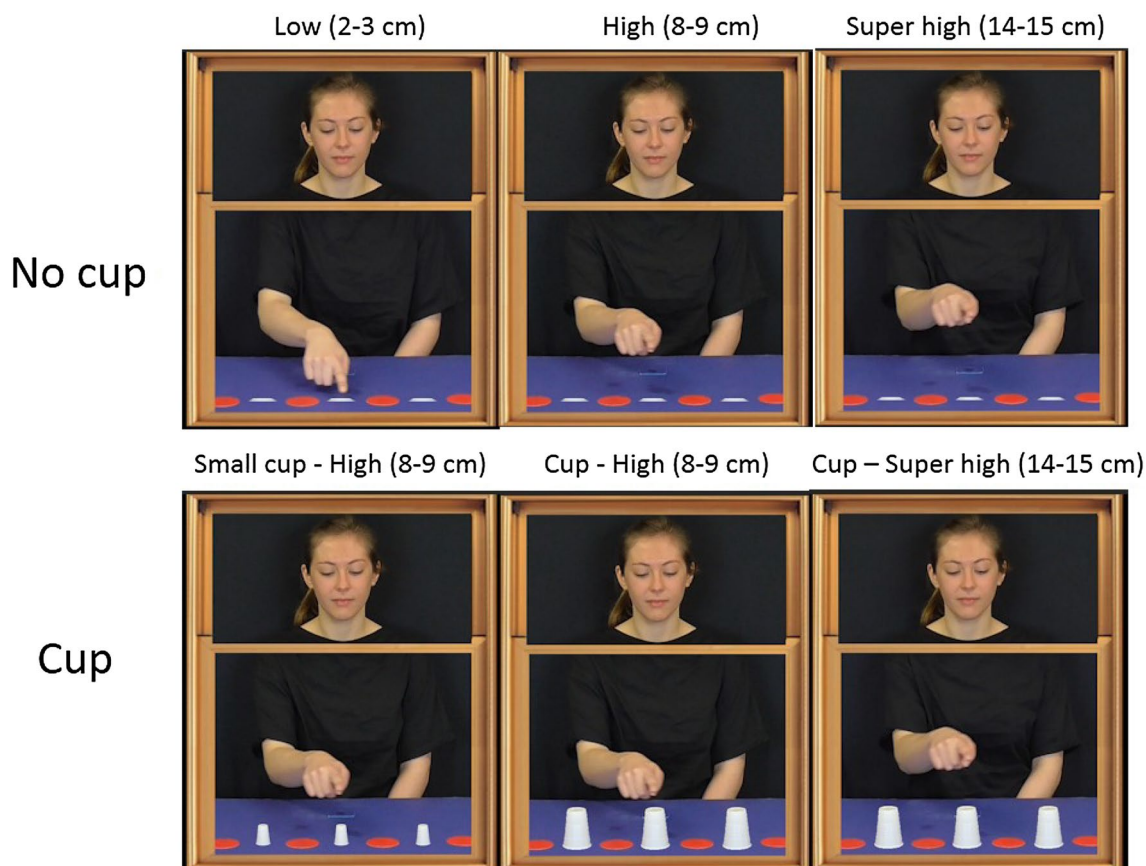 Low (2-3 cm)
High (8-9 cm)
Super high (14-15 cm)
No cup
Small cup - High (8-9 cm)
Cup - High (8-9 cm)
Cup – Super high (14-15 cm)
Cup